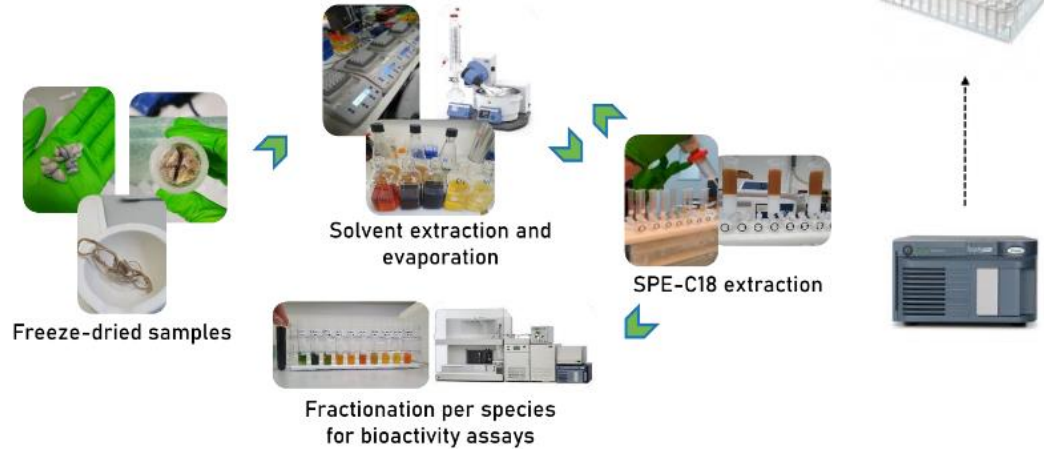 Solvent extraction and
evaporation
SPE-C18 extraction
Freeze-dried samples
Fractionation per species
for bioactivity assays